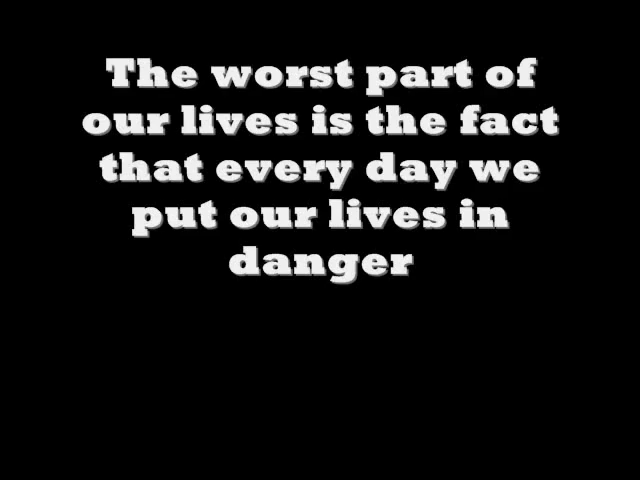 The worst part of
our lives is the fact
that every day we
put our lives in
danger